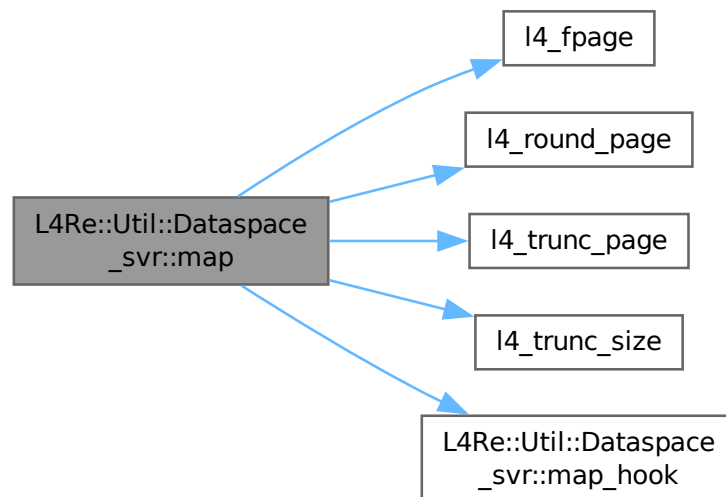 l4_fpage
l4_round_page
L4Re::Util::Dataspace
_svr::map
l4_trunc_page
l4_trunc_size
L4Re::Util::Dataspace
_svr::map_hook